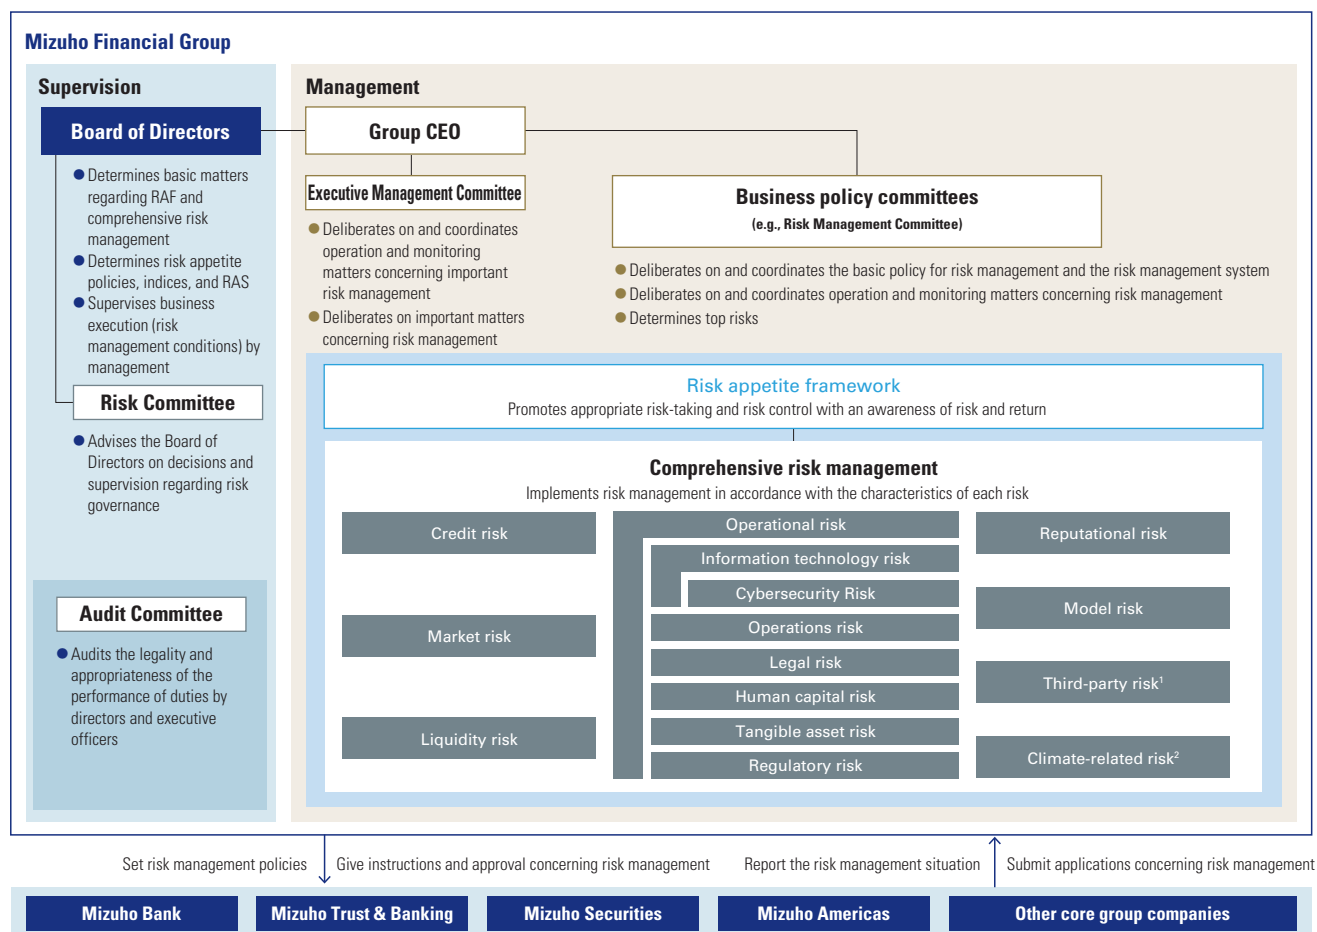 Mizuho Financial Group
Supervision
Board of Directors
● Determines basic matters
regarding RAF and
comprehensive risk
management
● Determines risk appetite
policies, indices, and RAS
● Supervises business
execution (risk
management conditions) by
management
Risk Committee
● Advises the Board of
Directors on decisions and
supervision regarding risk
governance
Audit Committee
● Audits the legality and
appropriateness of the
performance of duties by
directors and executive
officers
Management
Group CEO
Executive Management Committee
● Deliberates on and coordinates
operation and monitoring
matters concerning important
risk management
● Deliberates on important matters
concerning risk management
Business policy committees
(e.g., Risk Management Committee)
● Deliberates on and coordinates the basic policy for risk management and the risk management system
● Deliberates on and coordinates operation and monitoring matters concerning risk management
● Determines top risks
Risk appetite framework
Promotes appropriate risk-taking and risk control with an awareness of risk and return
Comprehensive risk management
Implements risk management in accordance with the characteristics of each risk
Credit risk
Market risk
Liquidity risk
Operational risk
Information technology risk
Cybersecurity Risk
Operations risk
Legal risk
Human capital risk
Tangible asset risk
Regulatory risk
Reputational risk
Model risk
Third-party risk¹
Climate-related risk²
Set risk management policies
Give instructions and approval concerning risk management
Report the risk management situation
Submit applications concerning risk management
Mizuho Bank
Mizuho Trust & Banking
Mizuho Securities
Mizuho Americas
Other core group companies